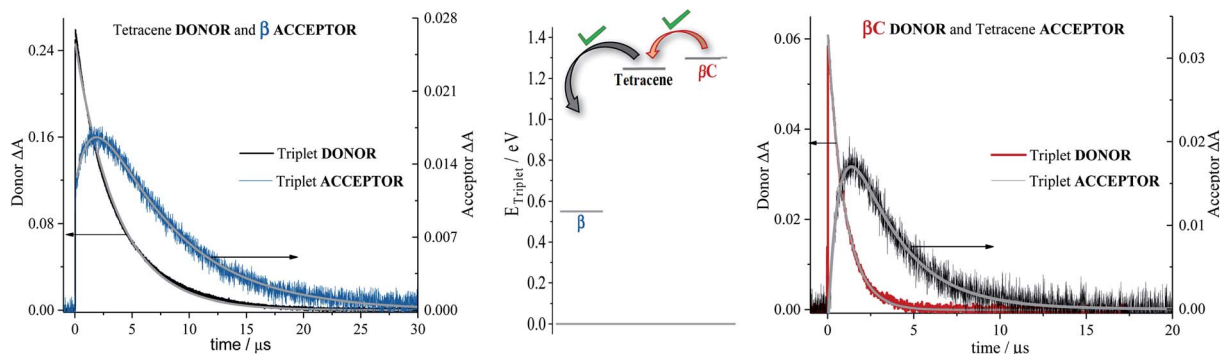 Tetracene DONOR and β ACCEPTOR
Triplet DONOR
Triplet ACCEPTOR
Donor ΔA
0.24
0.16
0.08
0.00
Acceptor ΔA
0.028
0.021
0.014
0.007
0.000
0 5 10 15 20 25 30
time / μs
E Triplet / eV
1.4
1.2
1.0
0.8
0.6
0.4
0.2
0.0
Tetracene
βC
β
βC DONOR and Tetracene ACCEPTOR
Triplet DONOR
Triplet ACCEPTOR
Donor ΔA
0.06
0.04
0.02
0.00
Acceptor ΔA
0.03
0.02
0.01
0.00
0 5 10 15 20
time / μs